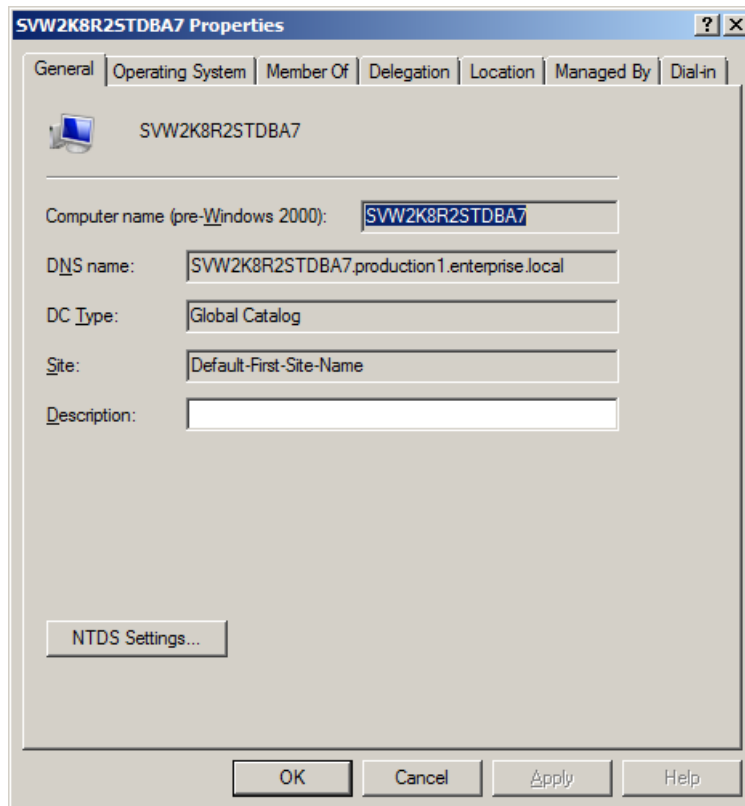 SVW2K8R2STDBA7 Properties
General Operating System Member Of Delegation Location Managed By Dial-in
SVW2K8R2STDBA7
Computer name (pre-Windows 2000): SVW2K8R2STDBA7
DNS name: SVW2K8R2STDBA7.production1.enterprise.local
DC Type: Global Catalog
Site: Default-First-Site-Name
Description:
NTDS Settings...
OK Cancel Apply Help